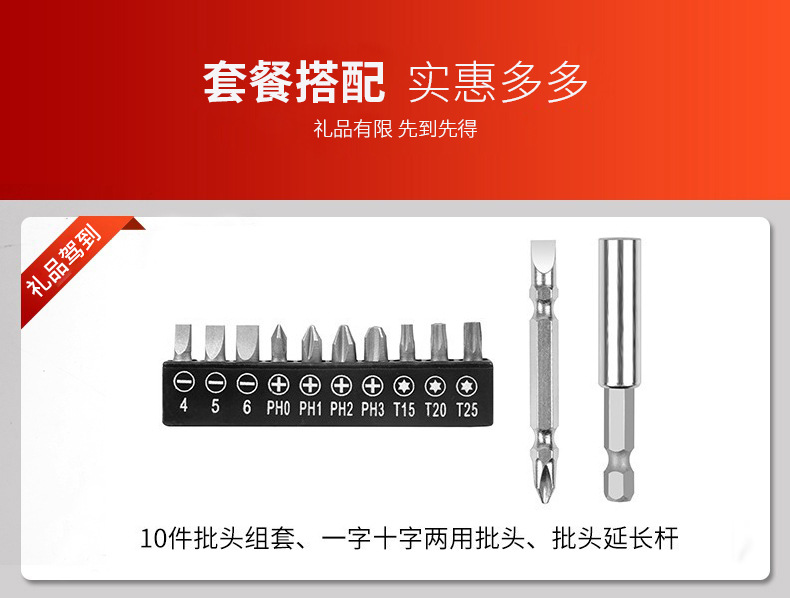 套餐搭配 实惠多多
礼品有限 先到先得
礼品驾到
4 5 6 PH0 PH1 PH2 PH3 T15 T20 T25
10件批头组套、一字十字两用批头、批头延长杆